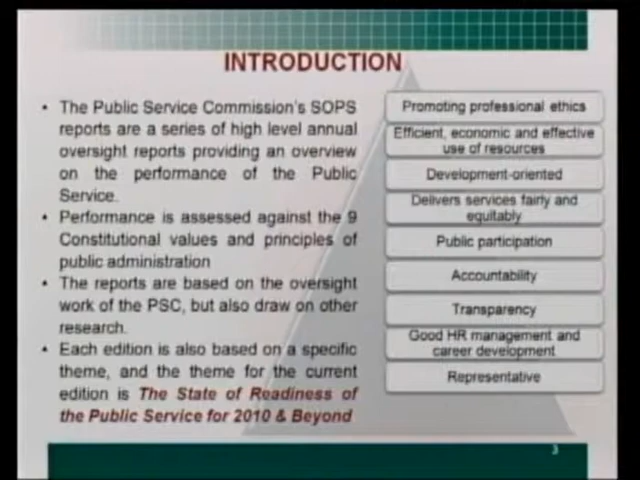 INTRODUCTION
• The Public Service Commission's SOPS
reports are a series of high level annual
oversight reports providing an overview
on the performance of the Public
Service.
• Performance is assessed against the 9
Constitutional values and principles of
public administration
• The reports are based on the oversight
work of the PSC, but also draw on other
research.
• Each edition is also based on a specific
theme, and the theme for the current
edition is The State of Readiness of
the Public Service for 2010 & Beyond
Promoting professional ethics
Efficient, economic and effective
use of resources
Development-oriented
Delivers services fairly and
equitably
Public participation
Accountability
Transparency
Good HR management and
career development
Representative
3